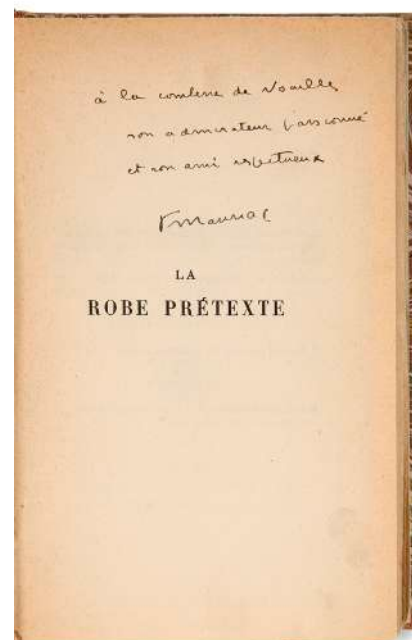 à la comtesse de Noailles
son admirateur passionné
et son ami respectueux
FMauriac
LA
ROBE PRÉTEXTE